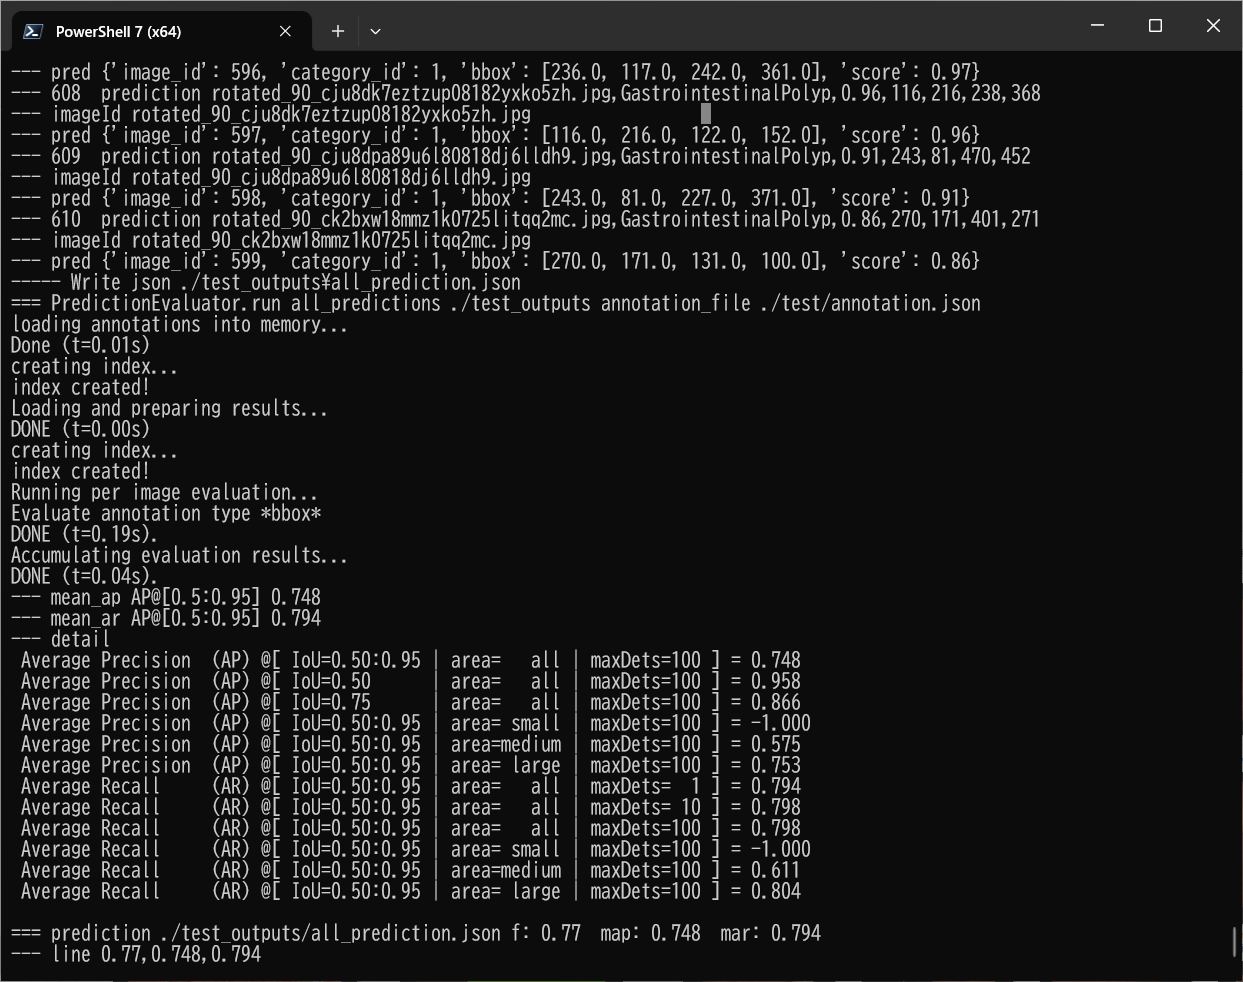 PowerShell 7 (x64)
--- pred {'image_id': 596, 'category_id': 1, 'bbox': [236.0, 117.0, 242.0, 361.0], 'score': 0.97}
--- 608  prediction rotated_90_cju8dk7eztzup08182yxko5zh.jpg,GastrointestinalPolyp,0.96,116,216,238,368
--- imageId rotated_90_cju8dk7eztzup08182yxko5zh.jpg
--- pred {'image_id': 597, 'category_id': 1, 'bbox': [116.0, 216.0, 122.0, 152.0], 'score': 0.96}
--- 609  prediction rotated_90_cju8dpa89u6l80818dj6lldh9.jpg,GastrointestinalPolyp,0.91,243,81,470,452
--- imageId rotated_90_cju8dpa89u6l80818dj6lldh9.jpg
--- pred {'image_id': 598, 'category_id': 1, 'bbox': [243.0, 81.0, 227.0, 371.0], 'score': 0.91}
--- 610  prediction rotated_90_ck2bxw18mmz1k0725litqq2mc.jpg,GastrointestinalPolyp,0.86,270,171,401,271
--- imageId rotated_90_ck2bxw18mmz1k0725litqq2mc.jpg
--- pred {'image_id': 599, 'category_id': 1, 'bbox': [270.0, 171.0, 131.0, 100.0], 'score': 0.86}
----- Write json ./test_outputs¥all_prediction.json
=== PredictionEvaluator.run all_predictions ./test_outputs annotation_file ./test/annotation.json
loading annotations into memory...
Done (t=0.01s)
creating index...
index created!
Loading and preparing results...
DONE (t=0.00s)
creating index...
index created!
Running per image evaluation...
Evaluate annotation type *bbox*
DONE (t=0.19s).
Accumulating evaluation results...
DONE (t=0.04s).
--- mean_ap AP@[0.5:0.95] 0.748
--- mean_ar AP@[0.5:0.95] 0.794
--- detail
 Average Precision  (AP) @[ IoU=0.50:0.95 | area=   all | maxDets=100 ] = 0.748
 Average Precision  (AP) @[ IoU=0.50      | area=   all | maxDets=100 ] = 0.958
 Average Precision  (AP) @[ IoU=0.75      | area=   all | maxDets=100 ] = 0.866
 Average Precision  (AP) @[ IoU=0.50:0.95 | area= small | maxDets=100 ] = -1.000
 Average Precision  (AP) @[ IoU=0.50:0.95 | area=medium | maxDets=100 ] = 0.575
 Average Precision  (AP) @[ IoU=0.50:0.95 | area= large | maxDets=100 ] = 0.753
 Average Recall     (AR) @[ IoU=0.50:0.95 | area=   all | maxDets=  1 ] = 0.794
 Average Recall     (AR) @[ IoU=0.50:0.95 | area=   all | maxDets= 10 ] = 0.798
 Average Recall     (AR) @[ IoU=0.50:0.95 | area=   all | maxDets=100 ] = 0.798
 Average Recall     (AR) @[ IoU=0.50:0.95 | area= small | maxDets=100 ] = -1.000
 Average Recall     (AR) @[ IoU=0.50:0.95 | area=medium | maxDets=100 ] = 0.611
 Average Recall     (AR) @[ IoU=0.50:0.95 | area= large | maxDets=100 ] = 0.804
=== prediction ./test_outputs/all_prediction.json f: 0.77  map: 0.748  mar: 0.794
--- line 0.77,0.748,0.794